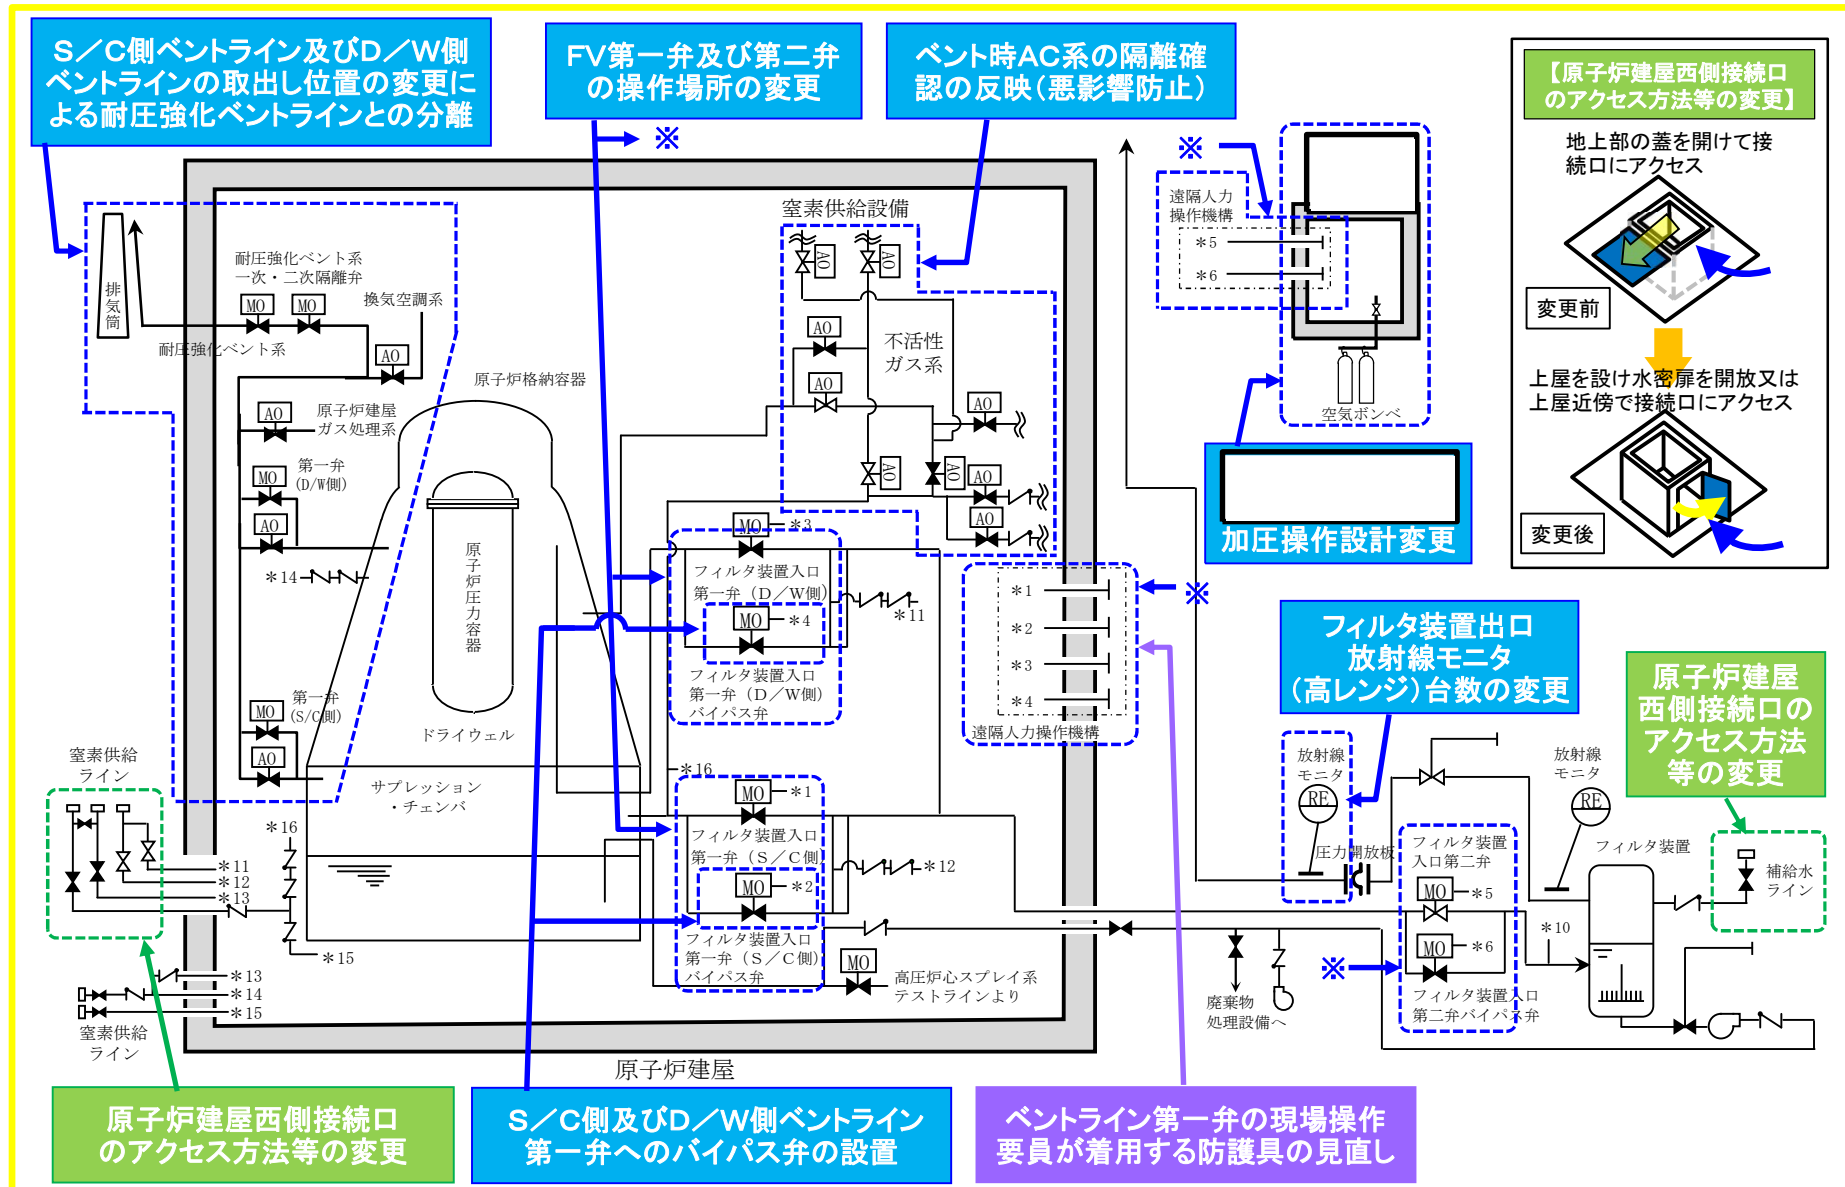 S／C側ベントライン及びD／W側
ベントラインの取出し位置の変更に
よる耐圧強化ベントラインとの分離
FV第一弁及び第二弁
の操作場所の変更
ベント時AC系の隔離確
認の反映（悪影響防止）
【原子炉建屋西側接続口
のアクセス方法等の変更】
地上部の蓋を開けて接
続口にアクセス
変更前
上屋を設け水密扉を開放又は
上屋近傍で接続口にアクセス
変更後
※
※
遠隔人力
操作機構
＊5
＊6
空気ボンベ
加圧操作設計変更
窒素供給設備
AO
AO
排気筒
耐圧強化ベント系
一次・二次隔離弁
MO
MO
換気空調系
耐圧強化ベント系
AO
原子炉格納容器
AO
不活性
ガス系
AO
AO
原子炉建屋
ガス処理系
AO
MO
第一弁
(D/W側)
AO
AO
AO
AO
AO
AO
＊14
原子炉圧力容器
MO
＊3
フィルタ装置入口
第一弁（D／W側）
MO
＊4
＊11
フィルタ装置入口
第一弁（D／W側）
バイパス弁
＊1
＊2
＊3
＊4
遠隔人力操作機構
※
フィルタ装置出口
放射線モニタ
（高レンジ）台数の変更
原子炉建屋
西側接続口の
アクセス方法
等の変更
第一弁
(S/C側)
MO
AO
ドライウェル
サプレッション
・チェンバ
＊16
MO
＊1
フィルタ装置入口
第一弁（S／C側）
MO
＊2
＊12
フィルタ装置入口
第一弁（S／C側）
バイパス弁
MO
高圧炉心スプレイ系
テストラインより
窒素供給
ライン
＊16
＊11
＊12
＊13
＊15
＊13
＊14
＊15
窒素供給
ライン
放射線
モニタ
RE
圧力開放板
放射線
モニタ
RE
フィルタ装置
フィルタ装置
入口第二弁
MO
＊5
MO
＊6
※
フィルタ装置入口
第二弁バイパス弁
＊10
補給水
ライン
廃棄物
処理設備へ
原子炉建屋
原子炉建屋西側接続口
のアクセス方法等の変更
S／C側及びD／W側ベントライン
第一弁へのバイパス弁の設置
ベントライン第一弁の現場操作
要員が着用する防護具の見直し